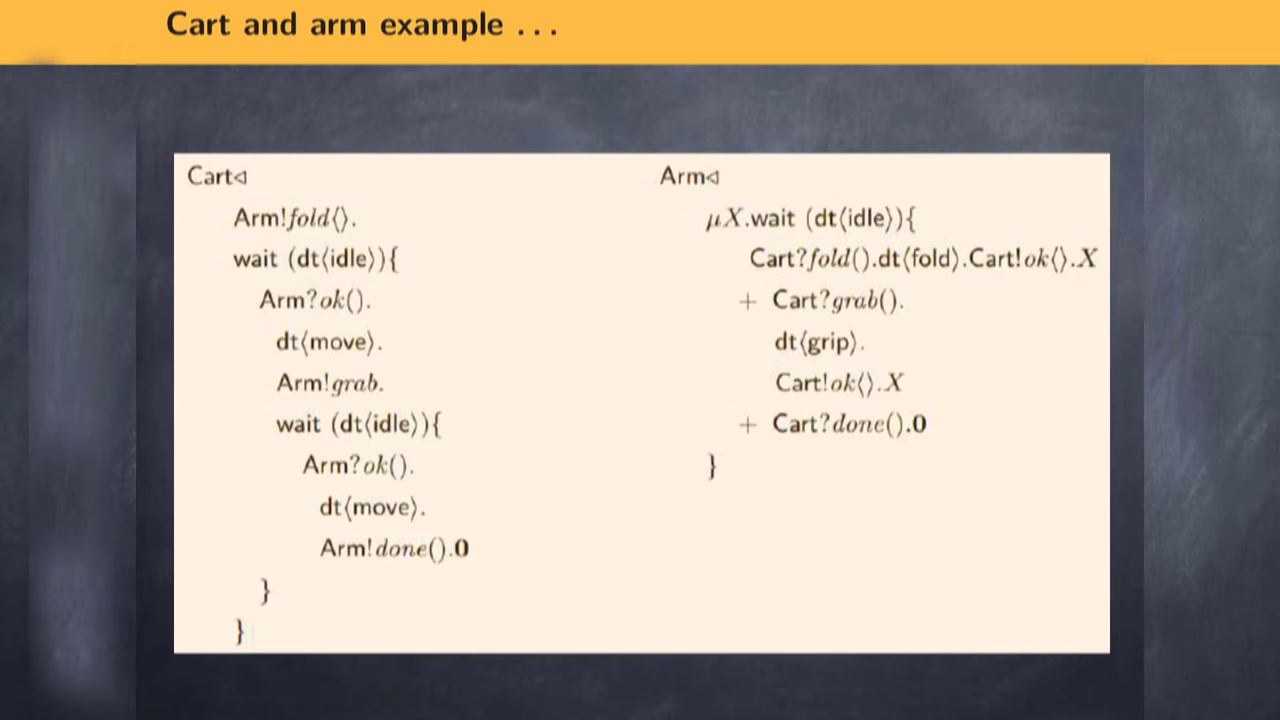 Cart and arm example . . .
Cart◁
Arm!fold⟨⟩.
wait (dt⟨idle⟩){
Arm?ok().
dt⟨move⟩.
Arm!grab.
wait (dt⟨idle⟩){
Arm?ok().
dt⟨move⟩.
Arm!done().0
}
}
Arm◁
μX.wait (dt⟨idle⟩){
Cart?fold().dt⟨fold⟩.Cart!ok⟨⟩.X
+ Cart?grab().
dt⟨grip⟩.
Cart!ok⟨⟩.X
+ Cart?done().0
}